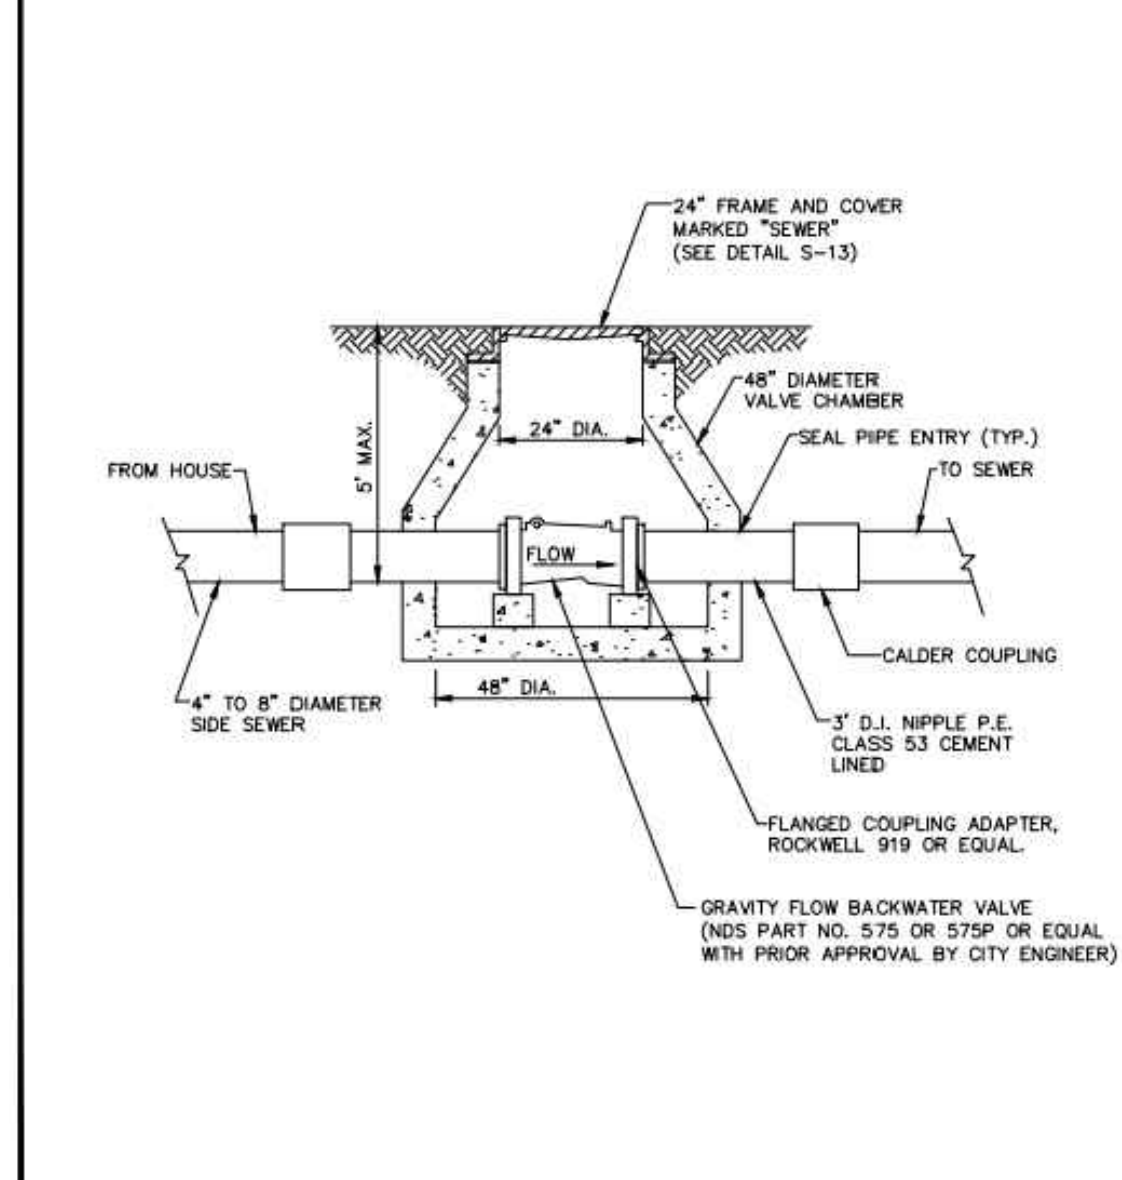 24" FRAME AND COVER
MARKED "SEWER"
(SEE DETAIL S-13)
48" DIAMETER
VALVE CHAMBER
24" DIA.
SEAL PIPE ENTRY (TYP.)
5' MAX.
FROM HOUSE
TO SEWER
FLOW
CALDER COUPLING
48" DIA.
4" TO 8" DIAMETER
SIDE SEWER
3' D.I. NIPPLE P.E.
CLASS 53 CEMENT
LINED
FLANGED COUPLING ADAPTER,
ROCKWELL 919 OR EQUAL.
GRAVITY FLOW BACKWATER VALVE
(NDS PART NO. 575 OR 575P OR EQUAL
WITH PRIOR APPROVAL BY CITY ENGINEER)